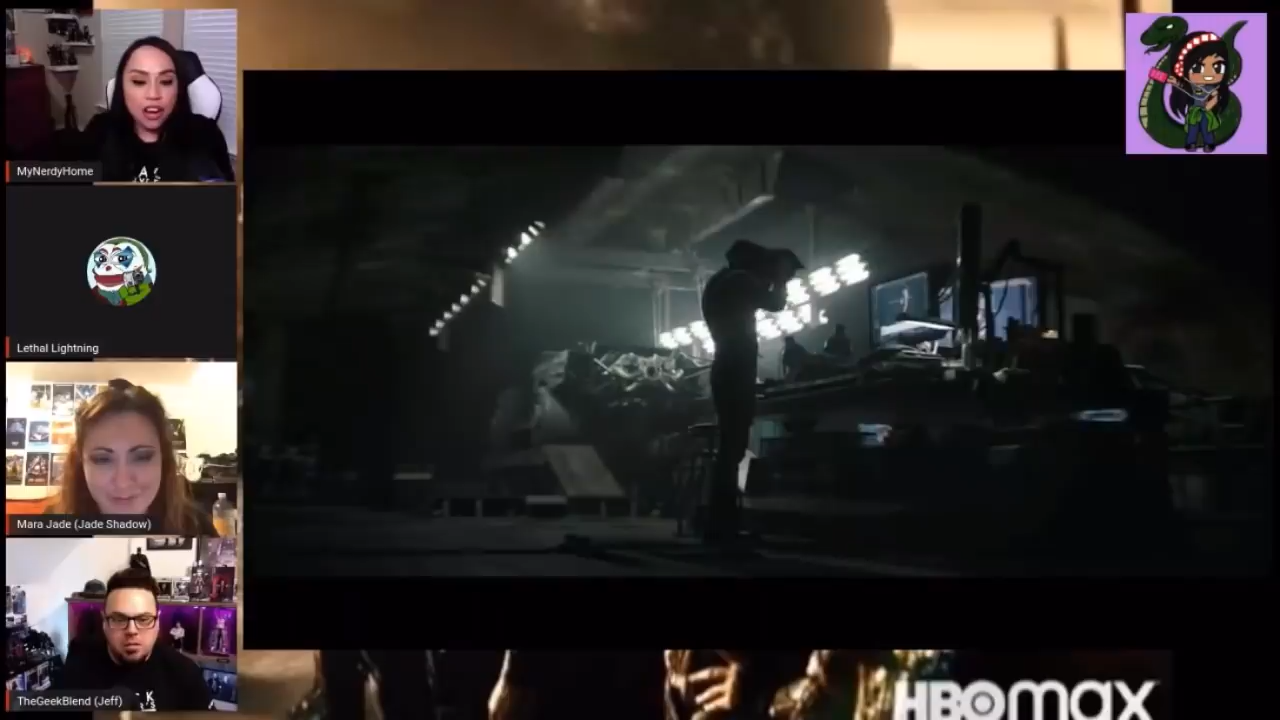 MyNerdyHome
Lethal Lightning
Mara Jade (Jade Shadow)
TheGeekBlend (Jeff)
HBOmax